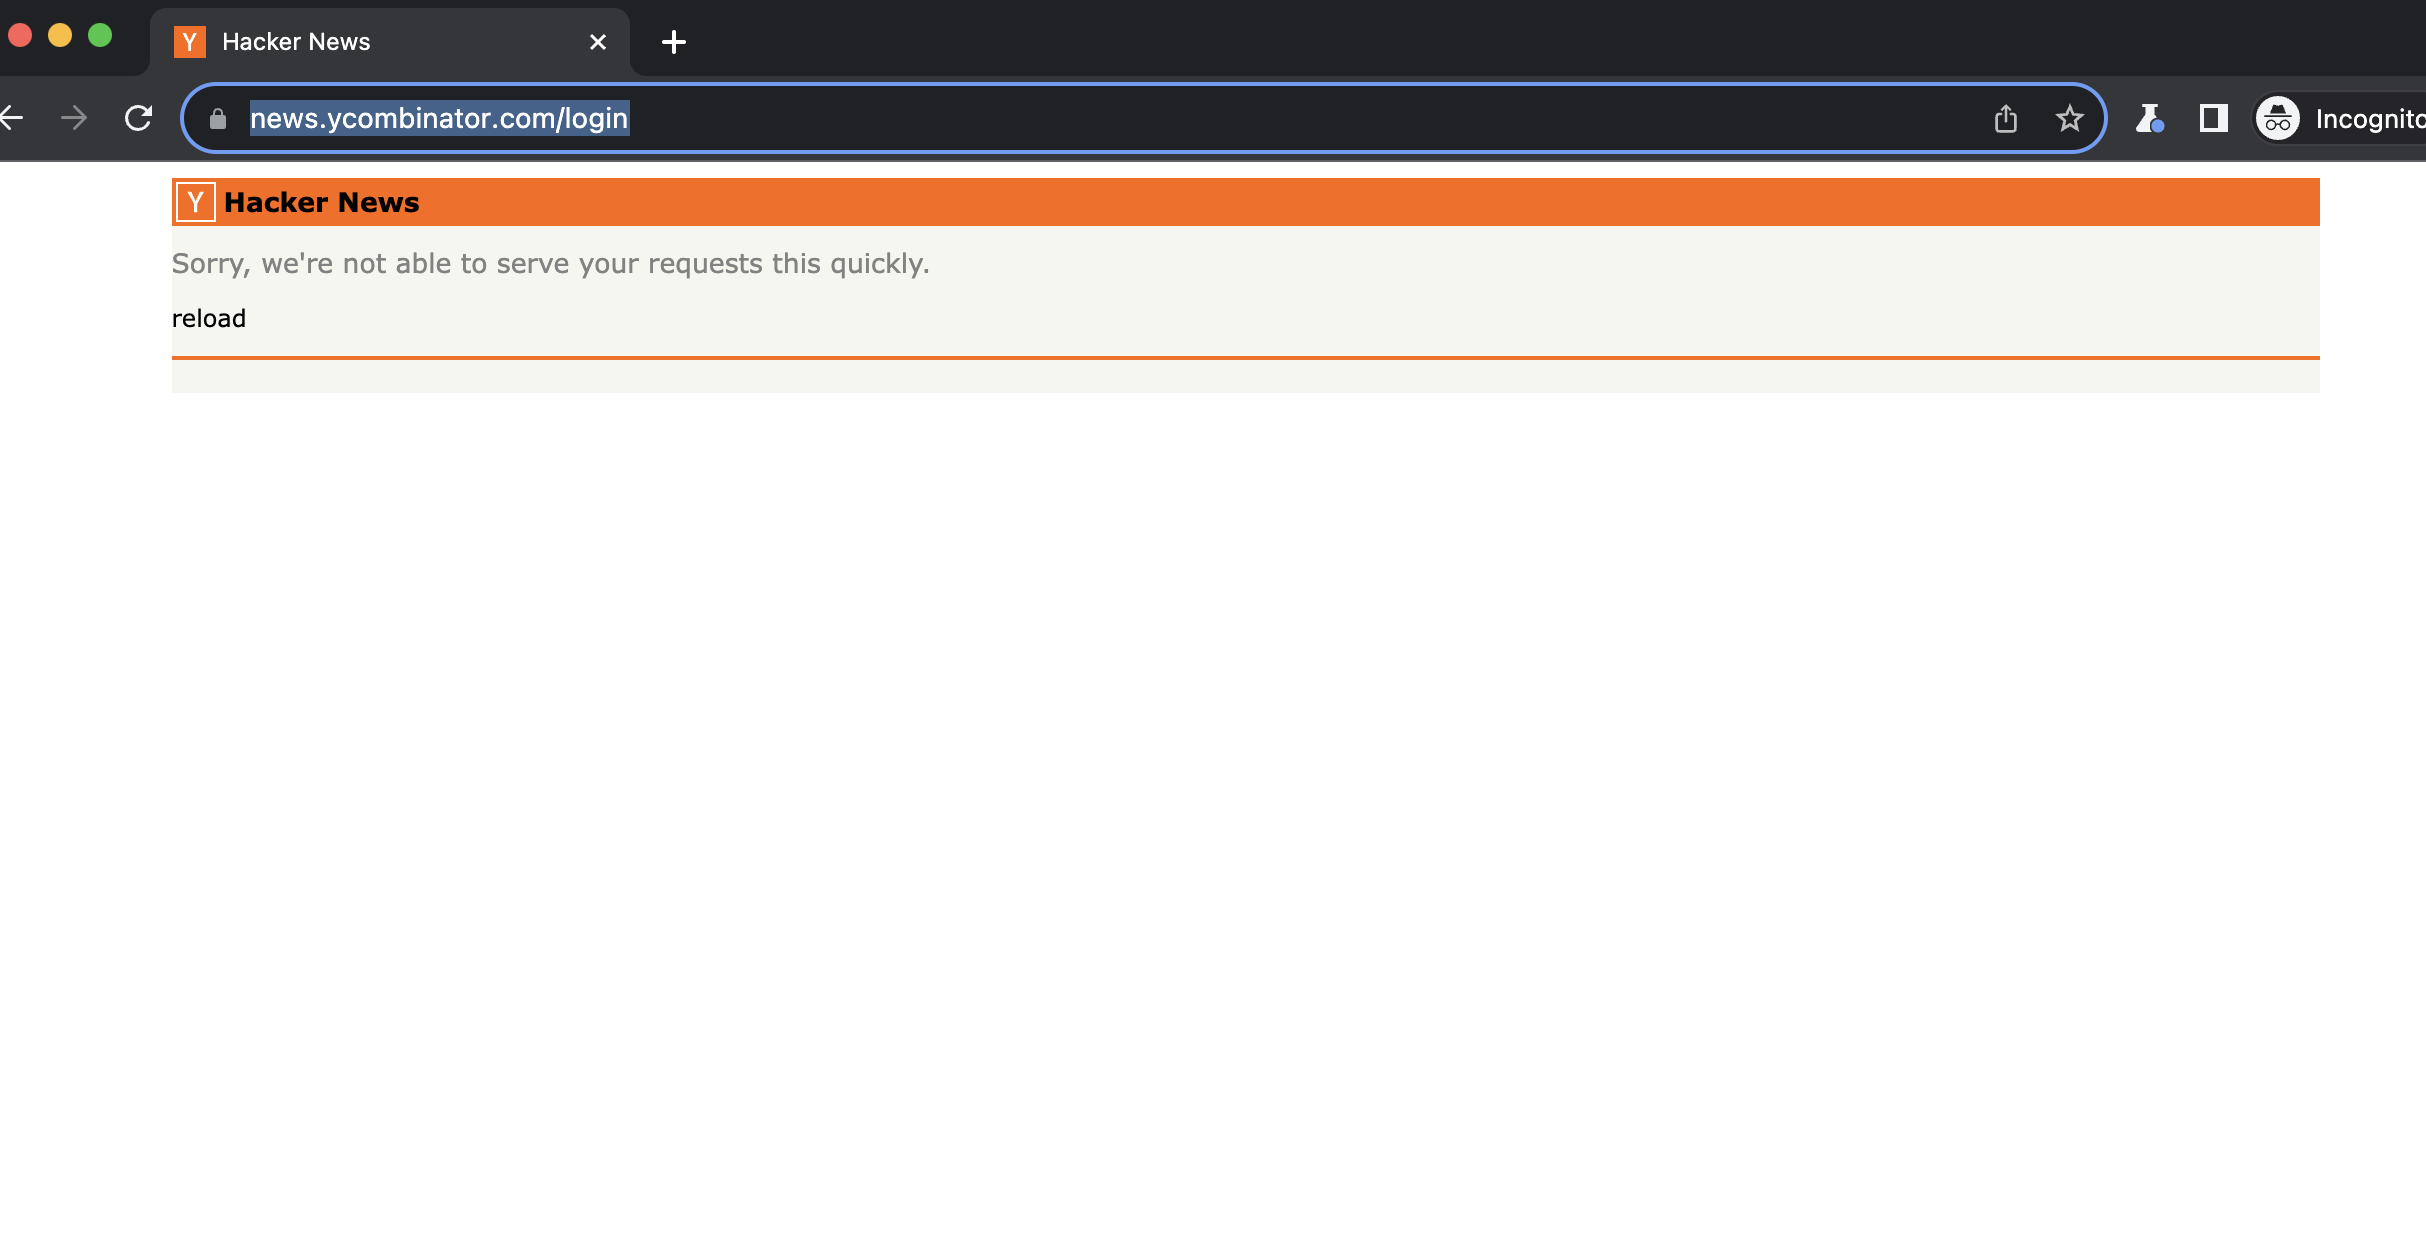 Y Hacker News
news.ycombinator.com/login
Incognito
Y Hacker News
Sorry, we're not able to serve your requests this quickly.
reload